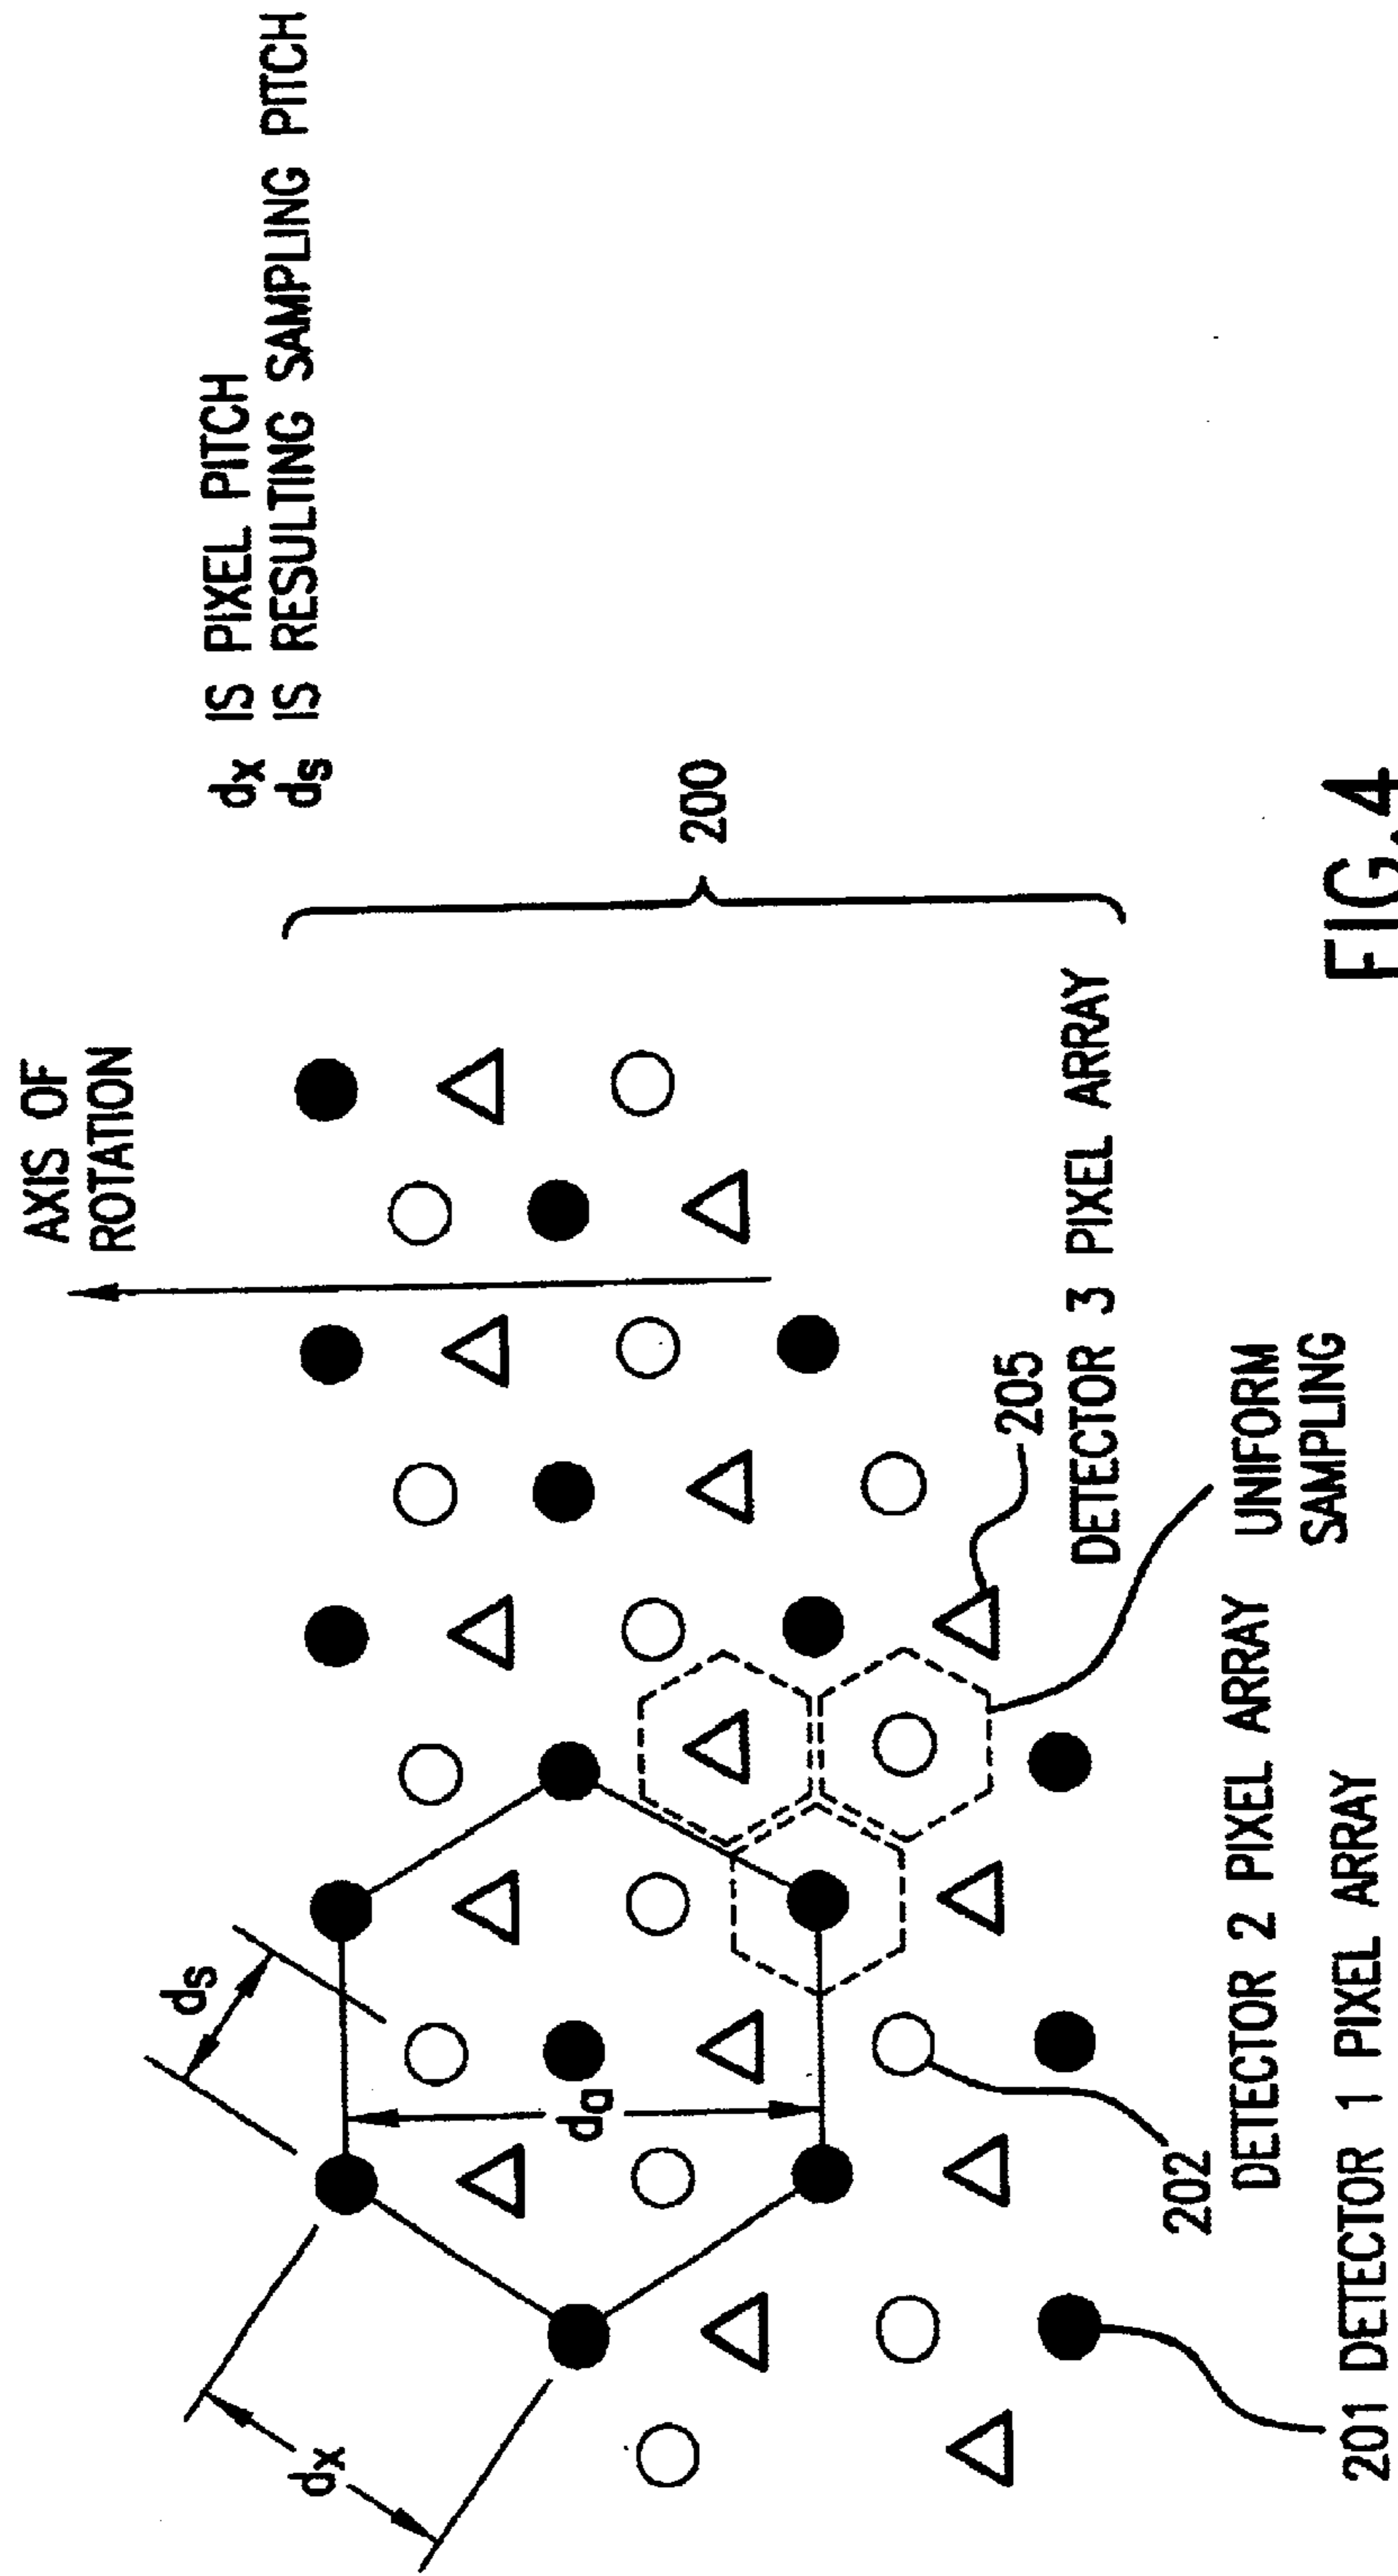 AXIS OF
ROTATION
dx IS PIXEL PITCH
ds IS RESULTING SAMPLING PITCH
ds
dx
da
200
205
DETECTOR 3 PIXEL ARRAY
UNIFORM
SAMPLING
202
DETECTOR 2 PIXEL ARRAY
201 DETECTOR 1 PIXEL ARRAY
FIG.4